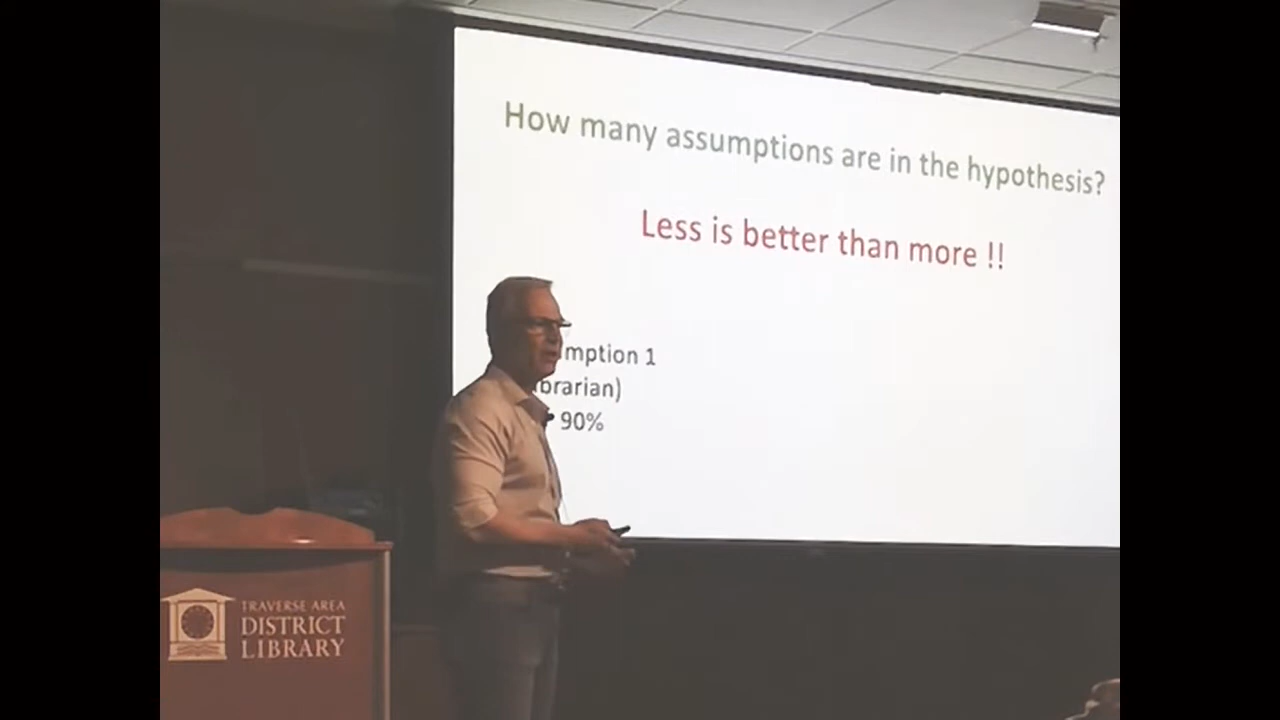 How many assumptions are in the hypothesis?
Less is better than more !!
mption 1
brarian)
90%
TRAVERSE AREA
DISTRICT
LIBRARY